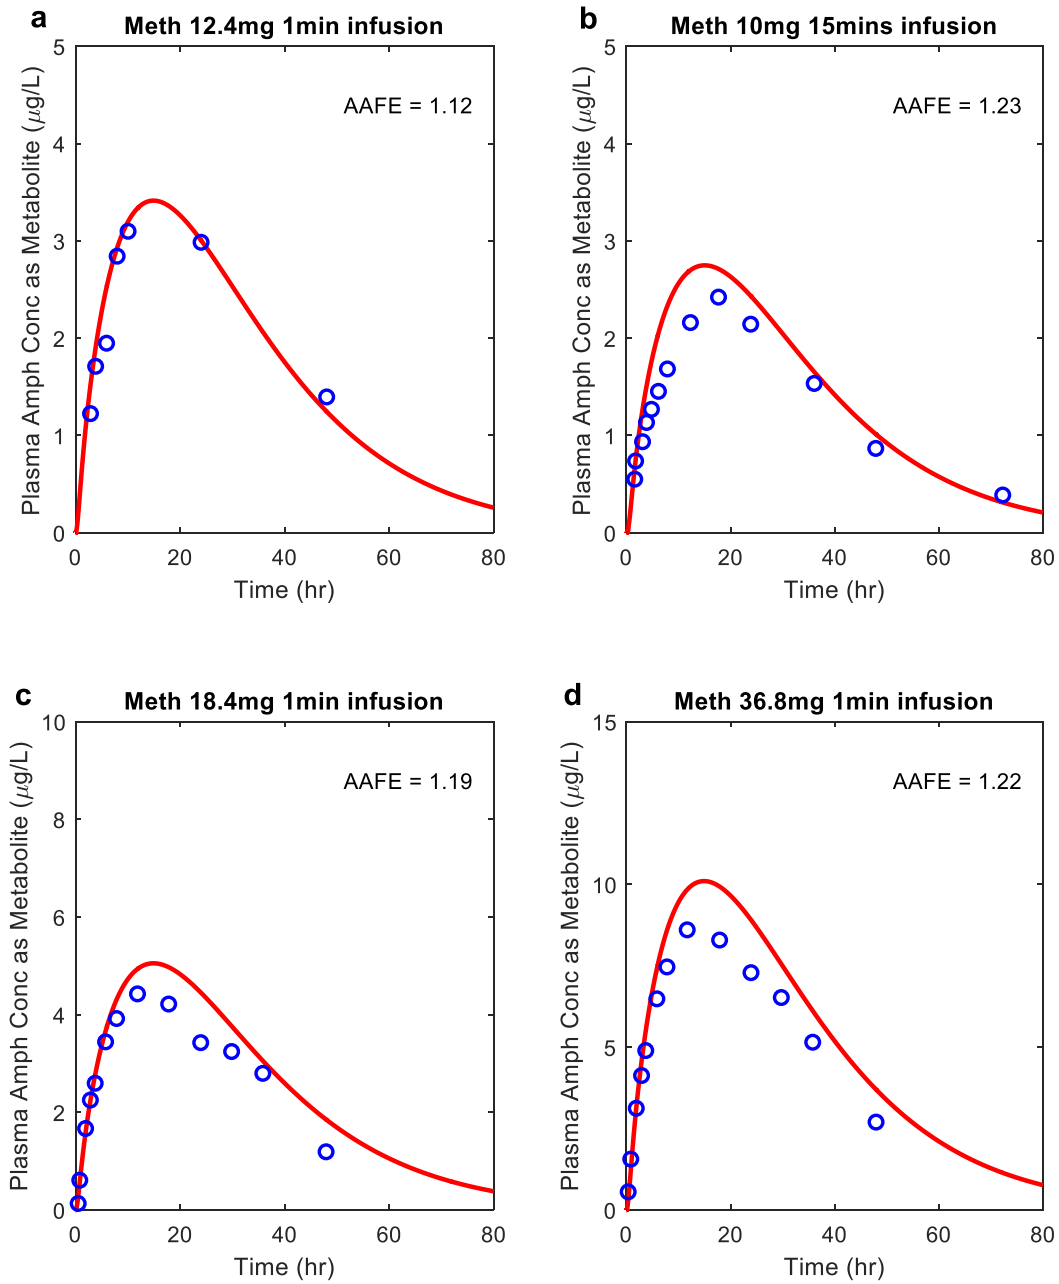 a
Meth 12.4mg 1min infusion
AAFE = 1.12
Plasma Amph Conc as Metabolite (μg/L)
5
4
3
2
1
0
0 20 40 60 80
Time (hr)
b
Meth 10mg 15mins infusion
AAFE = 1.23
Plasma Amph Conc as Metabolite (μg/L)
5
4
3
2
1
0
0 20 40 60 80
Time (hr)
c
Meth 18.4mg 1min infusion
AAFE = 1.19
Plasma Amph Conc as Metabolite (μg/L)
10
8
6
4
2
0
0 20 40 60 80
Time (hr)
d
Meth 36.8mg 1min infusion
AAFE = 1.22
Plasma Amph Conc as Metabolite (μg/L)
15
10
5
0
0 20 40 60 80
Time (hr)